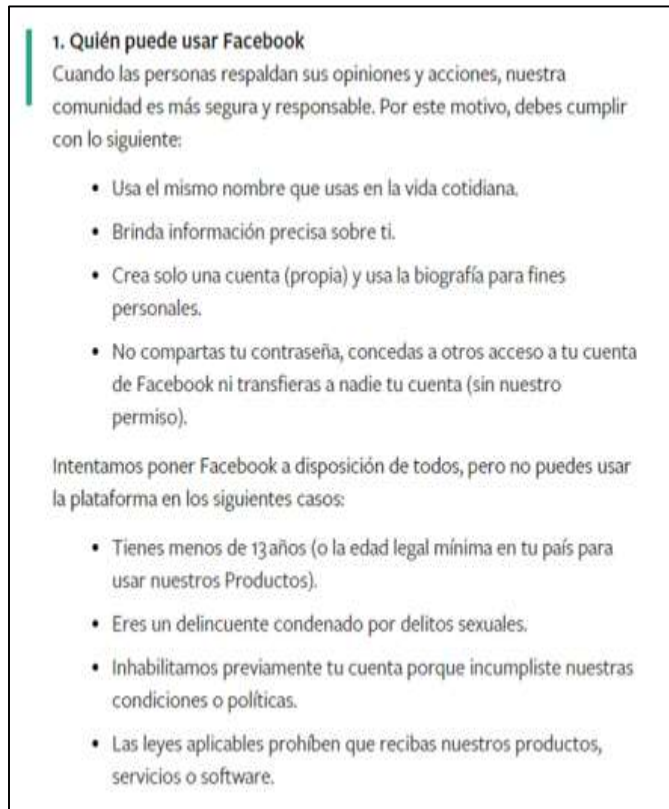 1. Quién puede usar Facebook
Cuando las personas respaldan sus opiniones y acciones, nuestra
comunidad es más segura y responsable. Por este motivo, debes cumplir
con lo siguiente:
• Usa el mismo nombre que usas en la vida cotidiana.
• Brinda información precisa sobre ti.
• Crea solo una cuenta (propia) y usa la biografía para fines
personales.
• No compartas tu contraseña, concedas a otros acceso a tu cuenta
de Facebook ni transfieras a nadie tu cuenta (sin nuestro
permiso).
Intentamos poner Facebook a disposición de todos, pero no puedes usar
la plataforma en los siguientes casos:
• Tienes menos de 13 años (o la edad legal mínima en tu país para
usar nuestros Productos).
• Eres un delincuente condenado por delitos sexuales.
• Inhabilitamos previamente tu cuenta porque incumpliste nuestras
condiciones o políticas.
• Las leyes aplicables prohíben que recibas nuestros productos,
servicios o software.